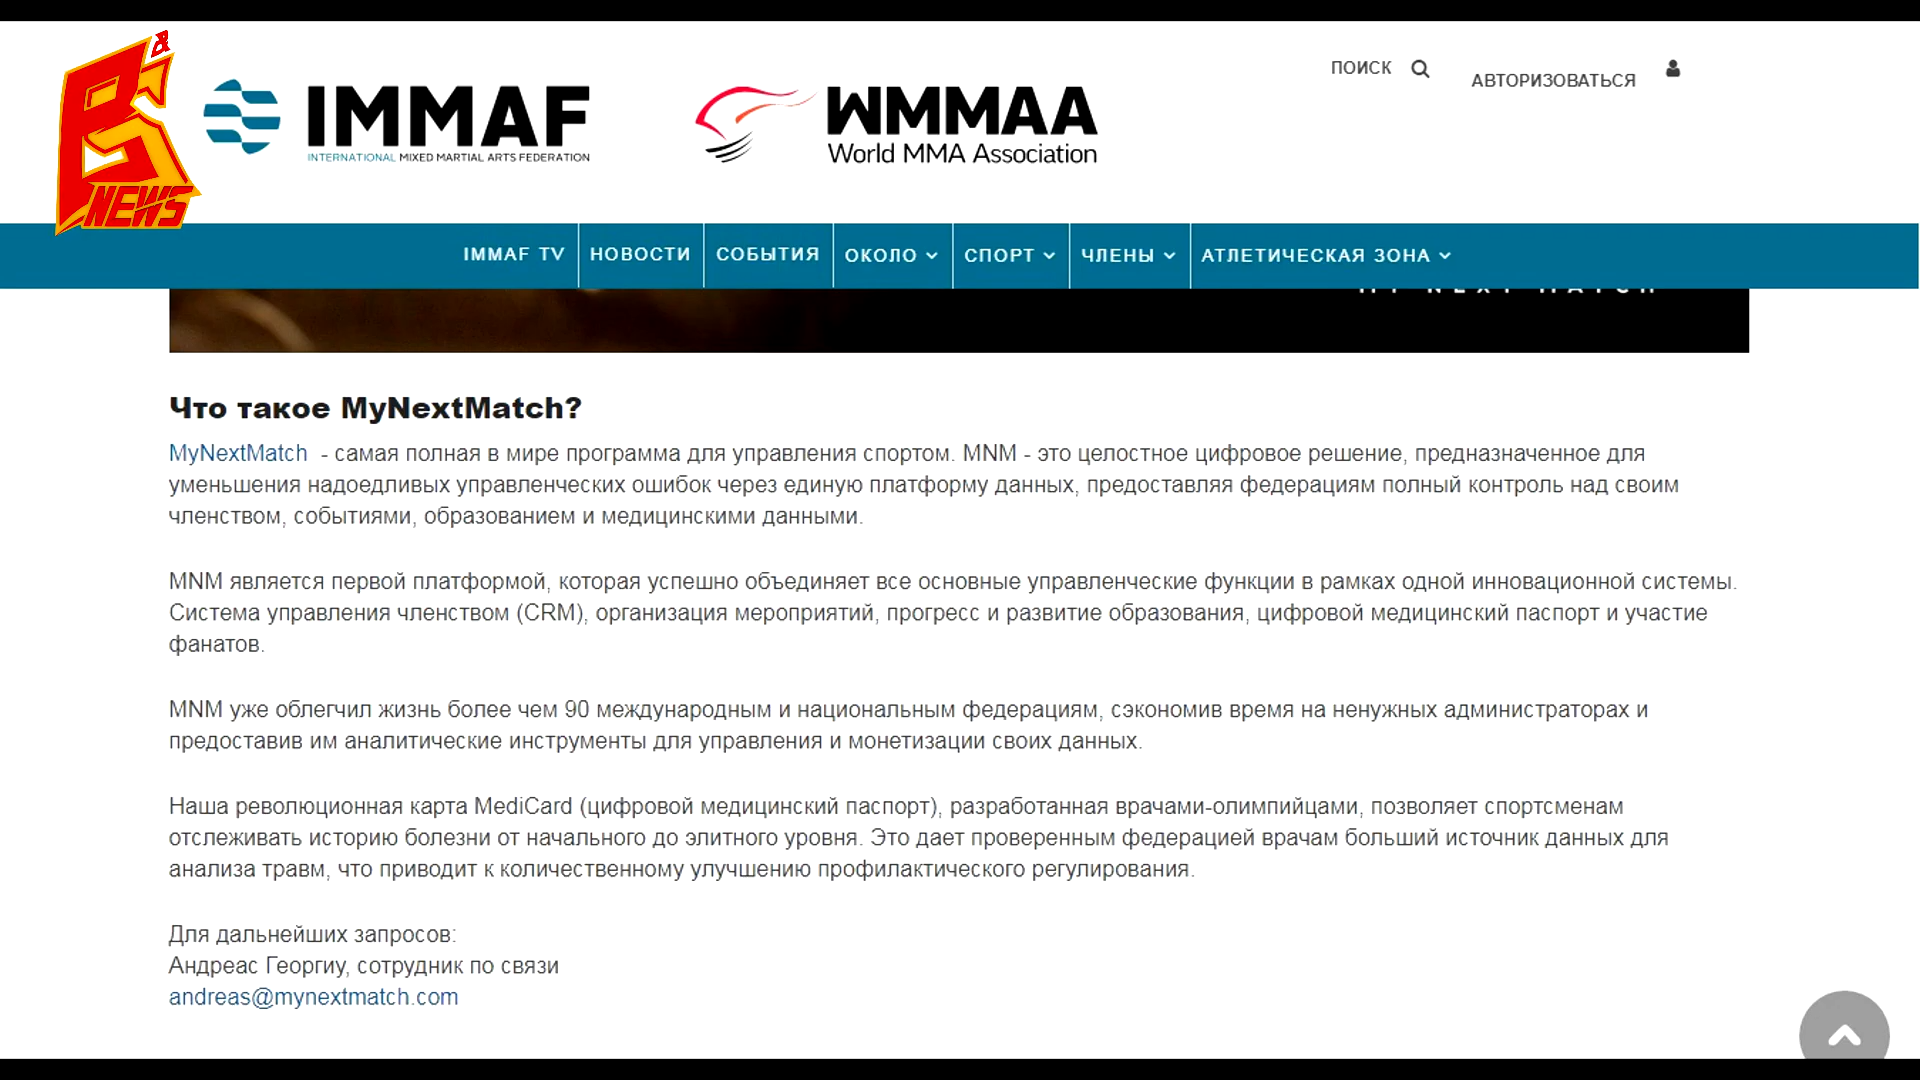 B&S
NEWS
IMMAF
INTERNATIONAL MIXED MARTIAL ARTS FEDERATION
WMMAA
World MMA Association
ПОИСК
АВТОРИЗОВАТЬСЯ
IMMAF TV НОВОСТИ СОБЫТИЯ ОКОЛО СПОРТ ЧЛЕНЫ АТЛЕТИЧЕСКАЯ ЗОНА
MY NEXT MATCH
Что такое MyNextMatch?
MyNextMatch - самая полная в мире программа для управления спортом. MNM - это целостное цифровое решение, предназначенное для
уменьшения надоедливых управленческих ошибок через единую платформу данных, предоставляя федерациям полный контроль над своим
членством, событиями, образованием и медицинскими данными.
MNM является первой платформой, которая успешно объединяет все основные управленческие функции в рамках одной инновационной системы.
Система управления членством (CRM), организация мероприятий, прогресс и развитие образования, цифровой медицинский паспорт и участие
фанатов.
MNM уже облегчил жизнь более чем 90 международным и национальным федерациям, сэкономив время на ненужных администраторах и
предоставив им аналитические инструменты для управления и монетизации своих данных.
Наша революционная карта MediCard (цифровой медицинский паспорт), разработанная врачами-олимпийцами, позволяет спортсменам
отслеживать историю болезни от начального до элитного уровня. Это дает проверенным федерацией врачам больший источник данных для
анализа травм, что приводит к количественному улучшению профилактического регулирования.
Для дальнейших запросов:
Андреас Георгиу, сотрудник по связи
andreas@mynextmatch.com